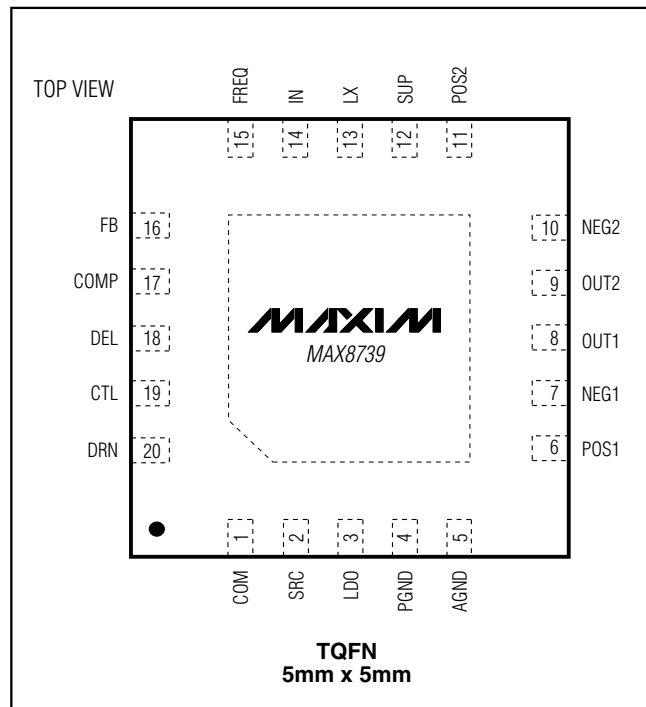 TOP VIEW
FREQ
IN
LX
SUP
POS2
15
14
13
12
11
FB 16
COMP 17
DEL 18
CTL 19
DRN 20
10 NEG2
9 OUT2
8 OUT1
7 NEG1
6 POS1
MAXIM
MAX8739
1
2
3
4
5
COM
SRC
LDO
PGND
AGND
TQFN
5mm x 5mm